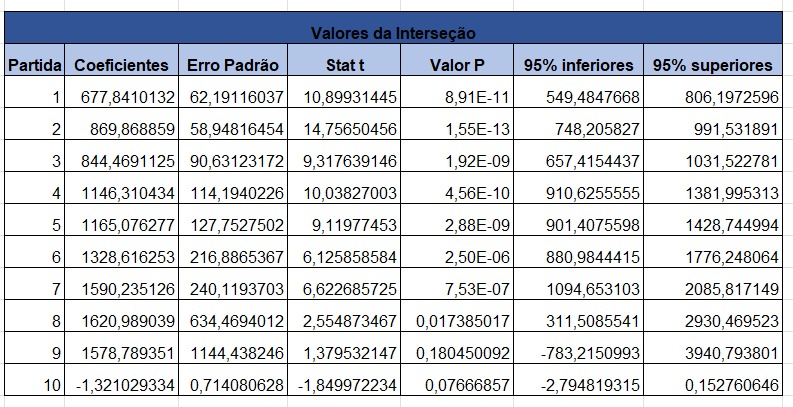 Valores da Interseção
Partida Coeficientes Erro Padrão Stat t Valor P 95% inferiores 95% superiores
1 677,8410132 62,19116037 10,89931445 8,91E-11 549,4847668 806,1972596
2 869,868859 58,94816454 14,75650456 1,55E-13 748,205827 991,531891
3 844,4691125 90,63123172 9,317639146 1,92E-09 657,4154437 1031,522781
4 1146,310434 114,1940226 10,03827003 4,56E-10 910,6255555 1381,995313
5 1165,076277 127,7527502 9,11977453 2,88E-09 901,4075598 1428,744994
6 1328,616253 216,8865367 6,125858584 2,50E-06 880,9844415 1776,248064
7 1590,235126 240,1193703 6,622685725 7,53E-07 1094,653103 2085,817149
8 1620,989039 634,4694012 2,554873467 0,017385017 311,5085541 2930,469523
9 1578,789351 1144,438246 1,379532147 0,180450092 -783,2150993 3940,793801
10 -1,321029334 0,714080628 -1,849972234 0,07666857 -2,794819315 0,152760646